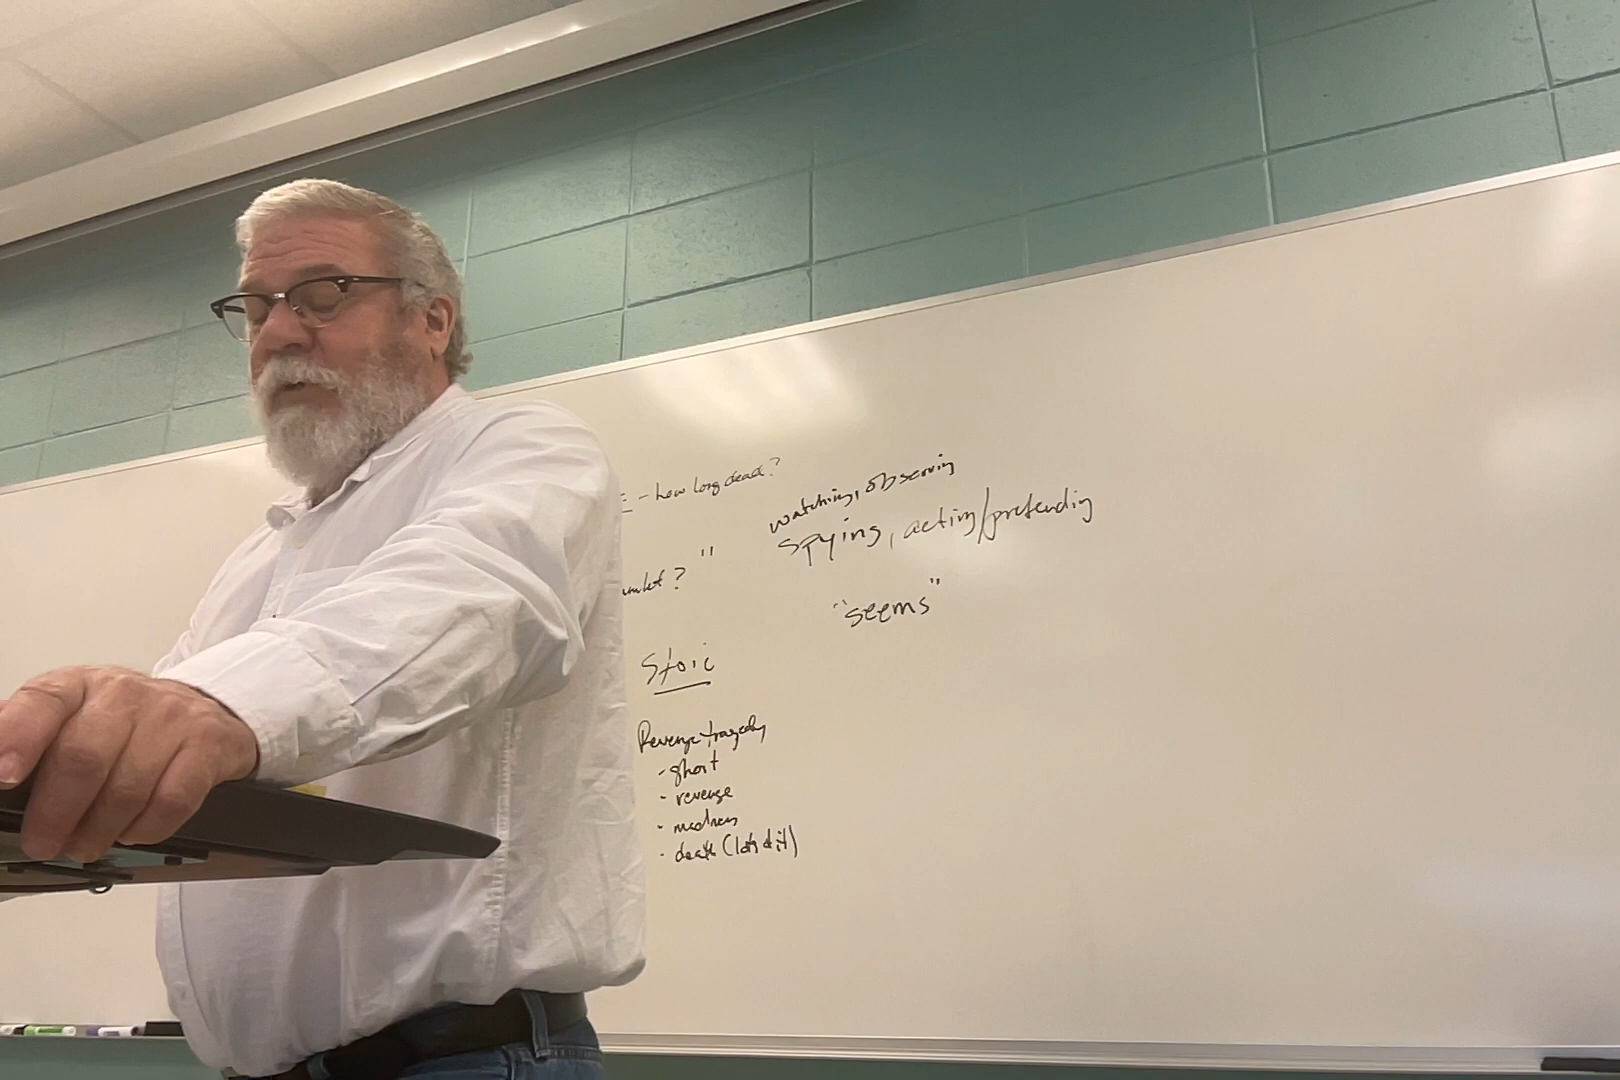 - how long dead?
watching, observing
spying, acting/pretending
"
"seems"
Stoic
Revenge tragedy
- ghost
- revenge
- madness
- death (lots of it)